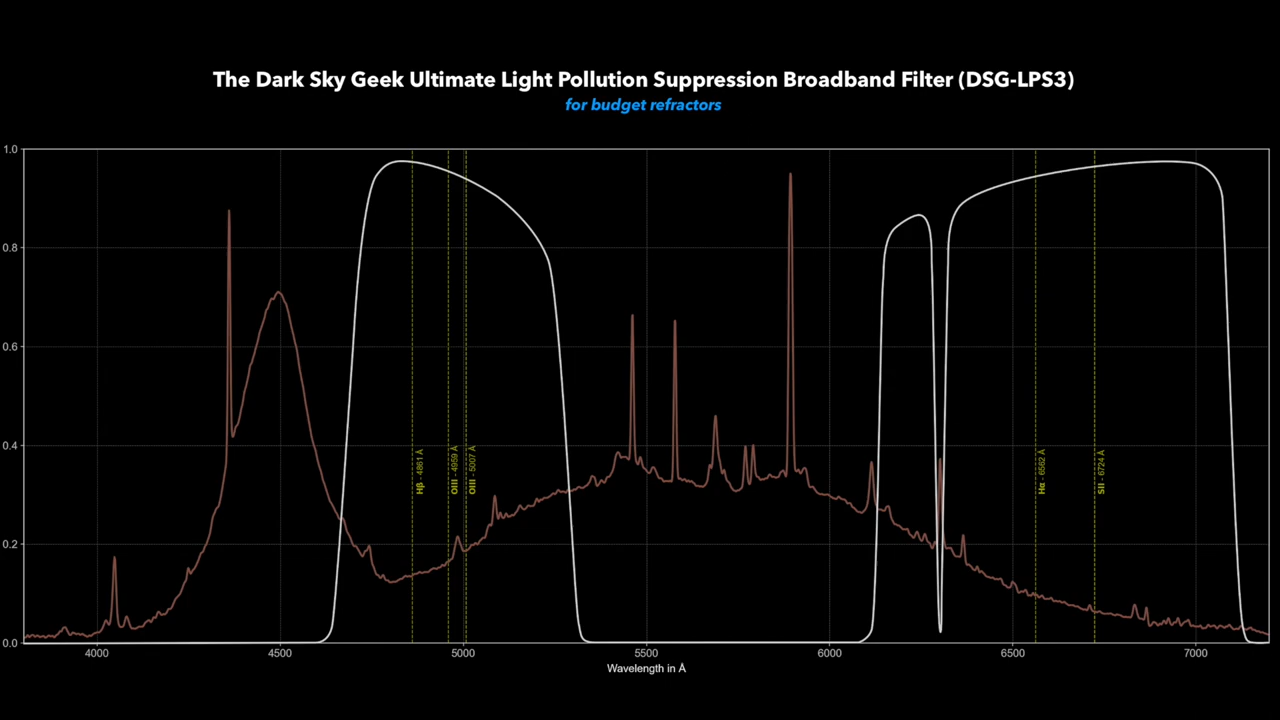 The Dark Sky Geek Ultimate Light Pollution Suppression Broadband Filter (DSG-LPS3)
for budget refractors
1.0
0.8
0.6
0.4
0.2
0.0
Hβ - 4861 Å
OIII - 4959 Å
OIII - 5007 Å
Hα - 6562 Å
SII - 6724 Å
4000 4500 5000 5500 6000 6500 7000
Wavelength in Å